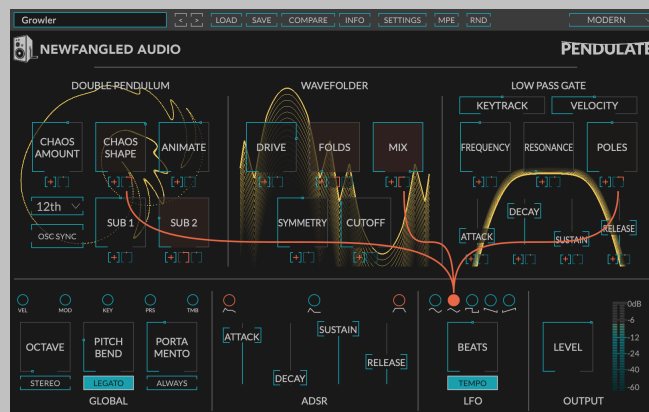 Growler < > LOAD SAVE COMPARE INFO SETTINGS MPE RND MODERN
NEWFANGLED AUDIO PENDULATE
DOUBLE PENDULUM WAVEFOLDER LOW PASS GATE
KEYTRACK VELOCITY
CHAOS AMOUNT CHAOS SHAPE ANIMATE DRIVE FOLDS MIX FREQUENCY RESONANCE POLES
12th
OSC SYNC
SUB 1 SUB 2 SYMMETRY CUTOFF
ATTACK DECAY SUSTAIN RELEASE
VEL MOD KEY PRS TMB
0dB
-6
-12
-24
-40
-60
OCTAVE PITCH BEND PORTA MENTO ATTACK DECAY SUSTAIN RELEASE BEATS LEVEL
STEREO LEGATO ALWAYS TEMPO
GLOBAL ADSR LFO OUTPUT